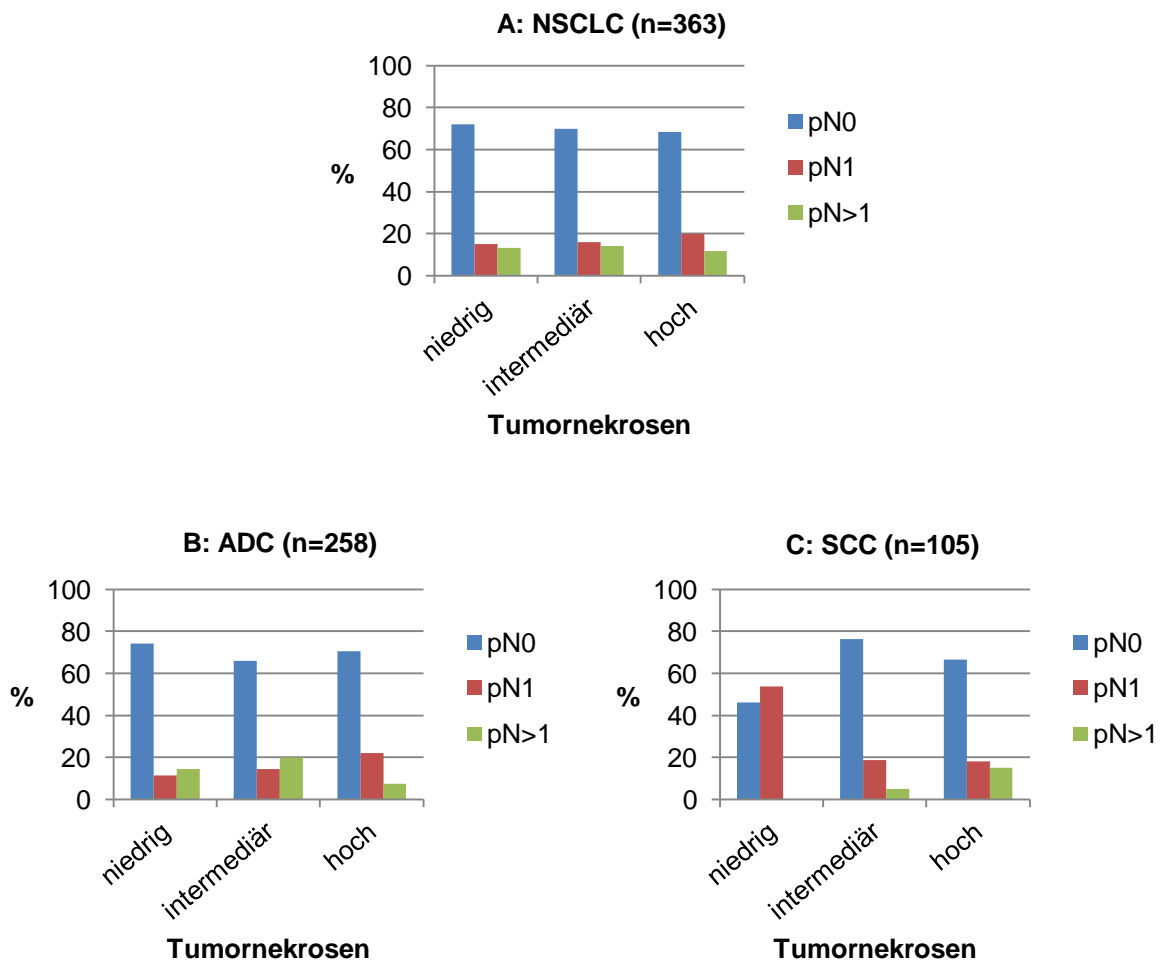 A: NSCLC (n=363)
100
80
60
40
20
0
%
niedrig
intermediär
hoch
Tumornekrosen
pN0
pN1
pN>1
B: ADC (n=258)
100
80
60
40
20
0
%
niedrig
intermediär
hoch
Tumornekrosen
pN0
pN1
pN>1
C: SCC (n=105)
100
80
60
40
20
0
%
niedrig
intermediär
hoch
Tumornekrosen
pN0
pN1
pN>1